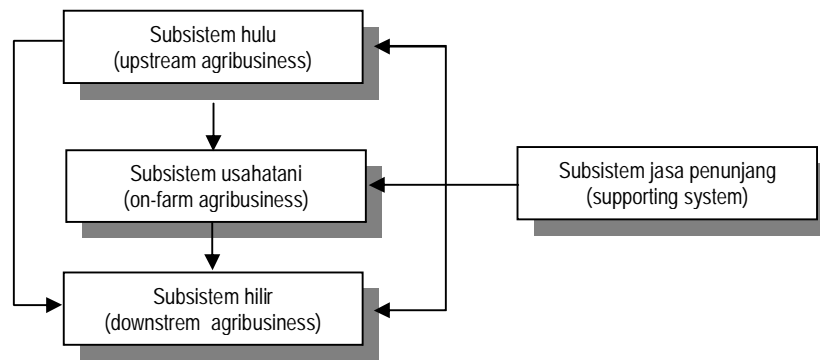 Subsistem hulu
(upstream agribusiness)
Subsistem usahatani
(on-farm agribusiness)
Subsistem jasa penunjang
(supporting system)
Subsistem hilir
(downstrem  agribusiness)